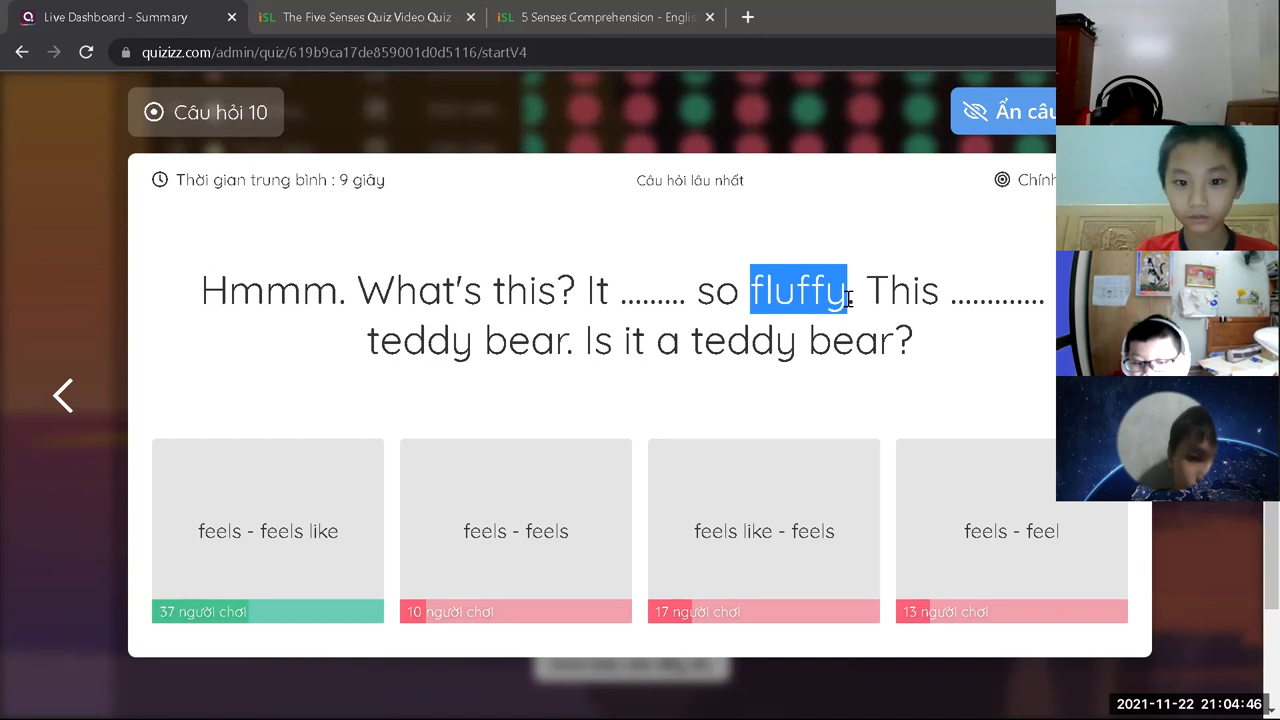 Live Dashboard - Summary
The Five Senses Quiz Video Quiz
iSL 5 Senses Comprehension - Englis
quizizz.com/admin/quiz/619b9ca17de859001d0d5116/startV4
Câu hỏi 10
Ẩn câu
Thời gian trung bình : 9 giây
Câu hỏi lâu nhất
Chính
Hmmm. What's this? It ......... so fluffy. This .............
teddy bear. Is it a teddy bear?
feels - feels like
feels - feels
feels like - feels
feels - feel
37 người chơi
10 người chơi
17 người chơi
13 người chơi
2021-11-22 21:04:46